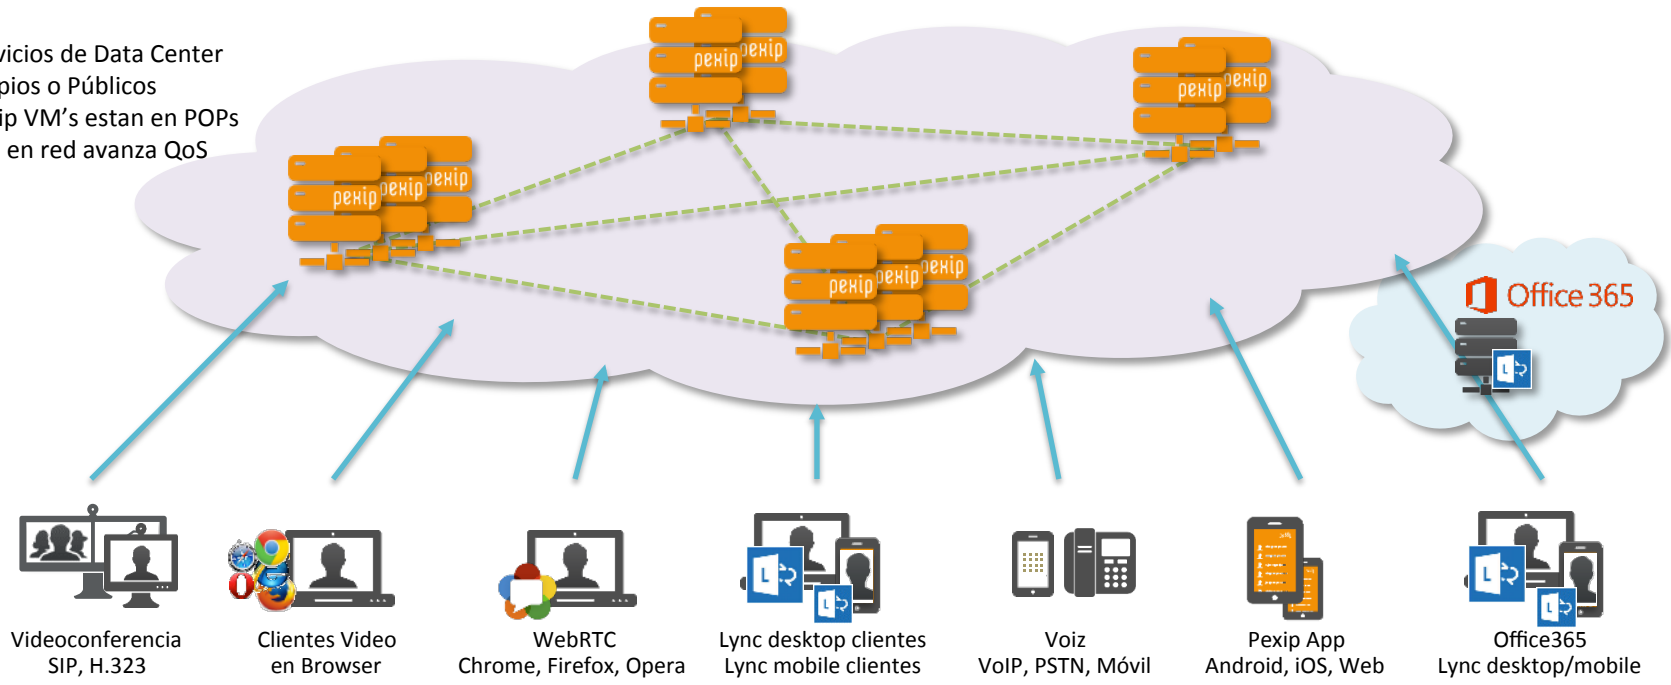 vicios de Data Center
pios o Públicos
ip VM's estan en POPs
en red avanza QoS
pexip
pexip
pexip
pexip
pexip
pexip
pexip
pexip
pexip
pexip
Office 365
L
L
L
L
L
Videoconferencia
SIP, H.323
Clientes Video
en Browser
WebRTC
Chrome, Firefox, Opera
Lync desktop clientes
Lync mobile clientes
Voiz
VoIP, PSTN, Móvil
Pexip App
Android, iOS, Web
Office365
Lync desktop/mobile